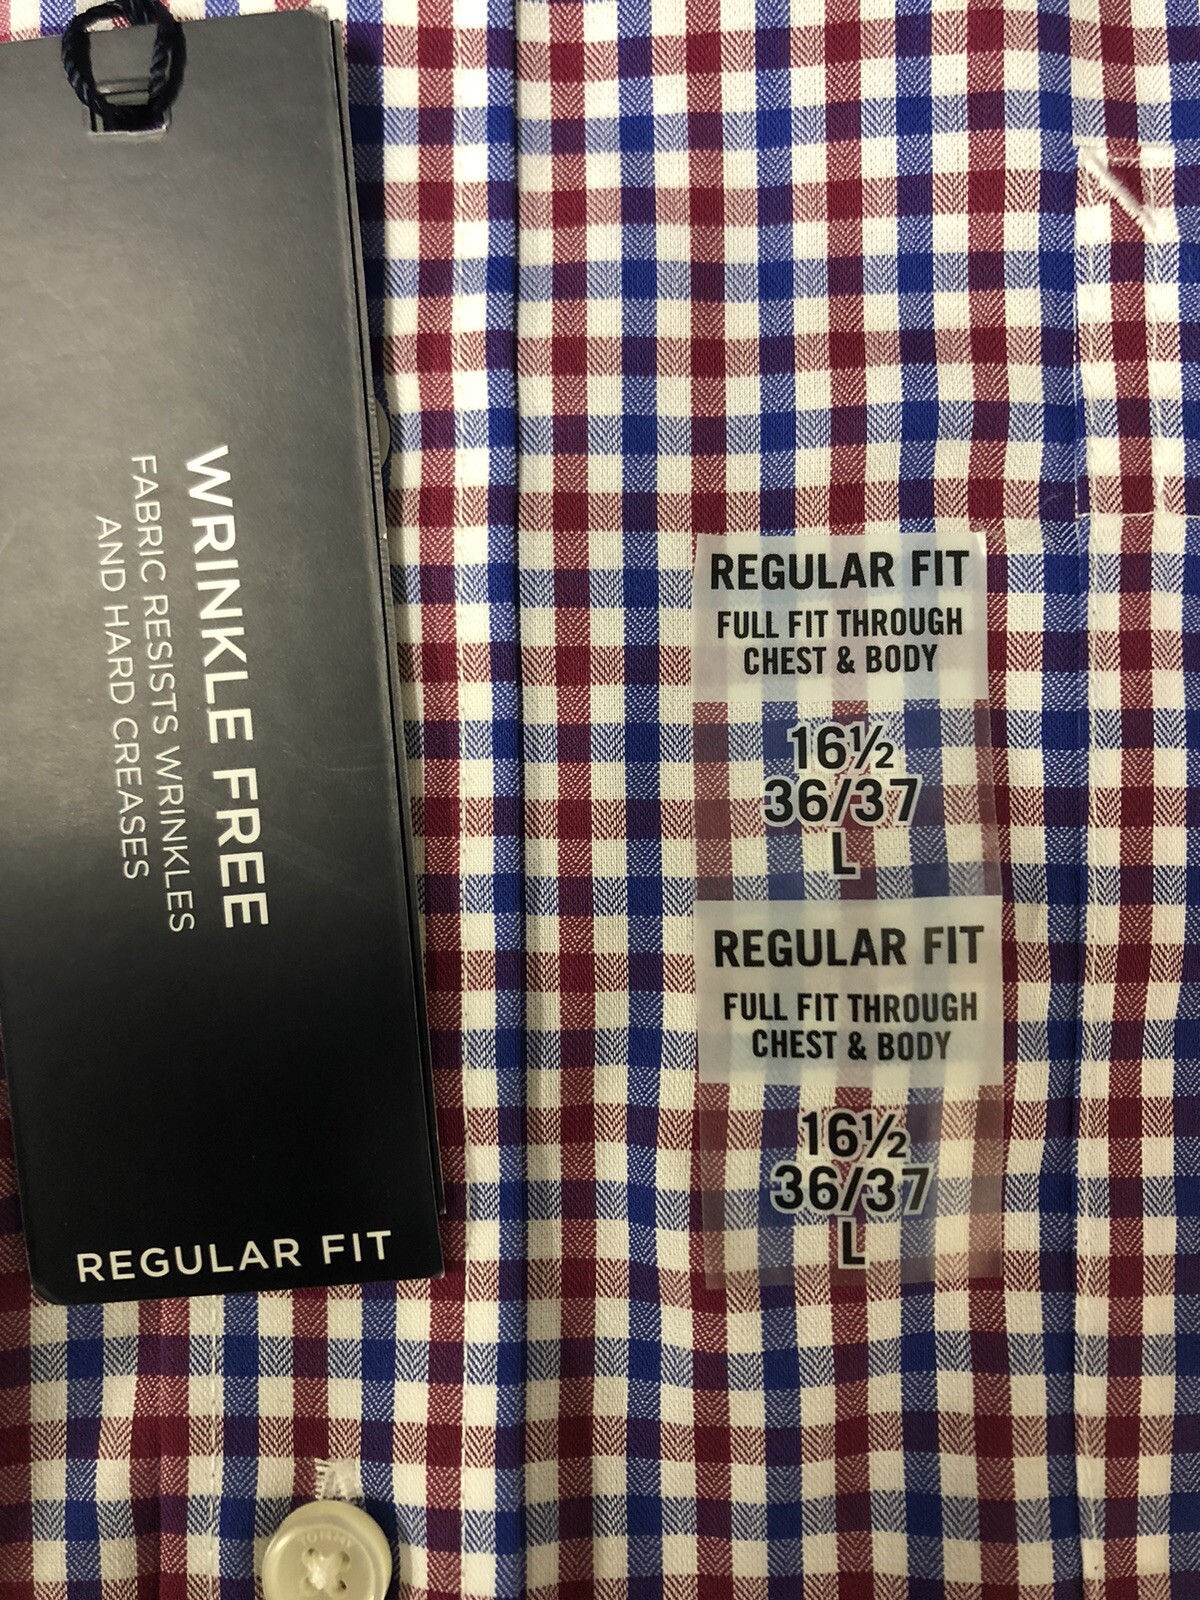 WRINKLE FREE
FABRIC RESISTS WRINKLES
AND HARD CREASES
REGULAR FIT
REGULAR FIT
FULL FIT THROUGH
CHEST & BODY
16½
36/37
L
REGULAR FIT
FULL FIT THROUGH
CHEST & BODY
16½
36/37
L
TOMMY